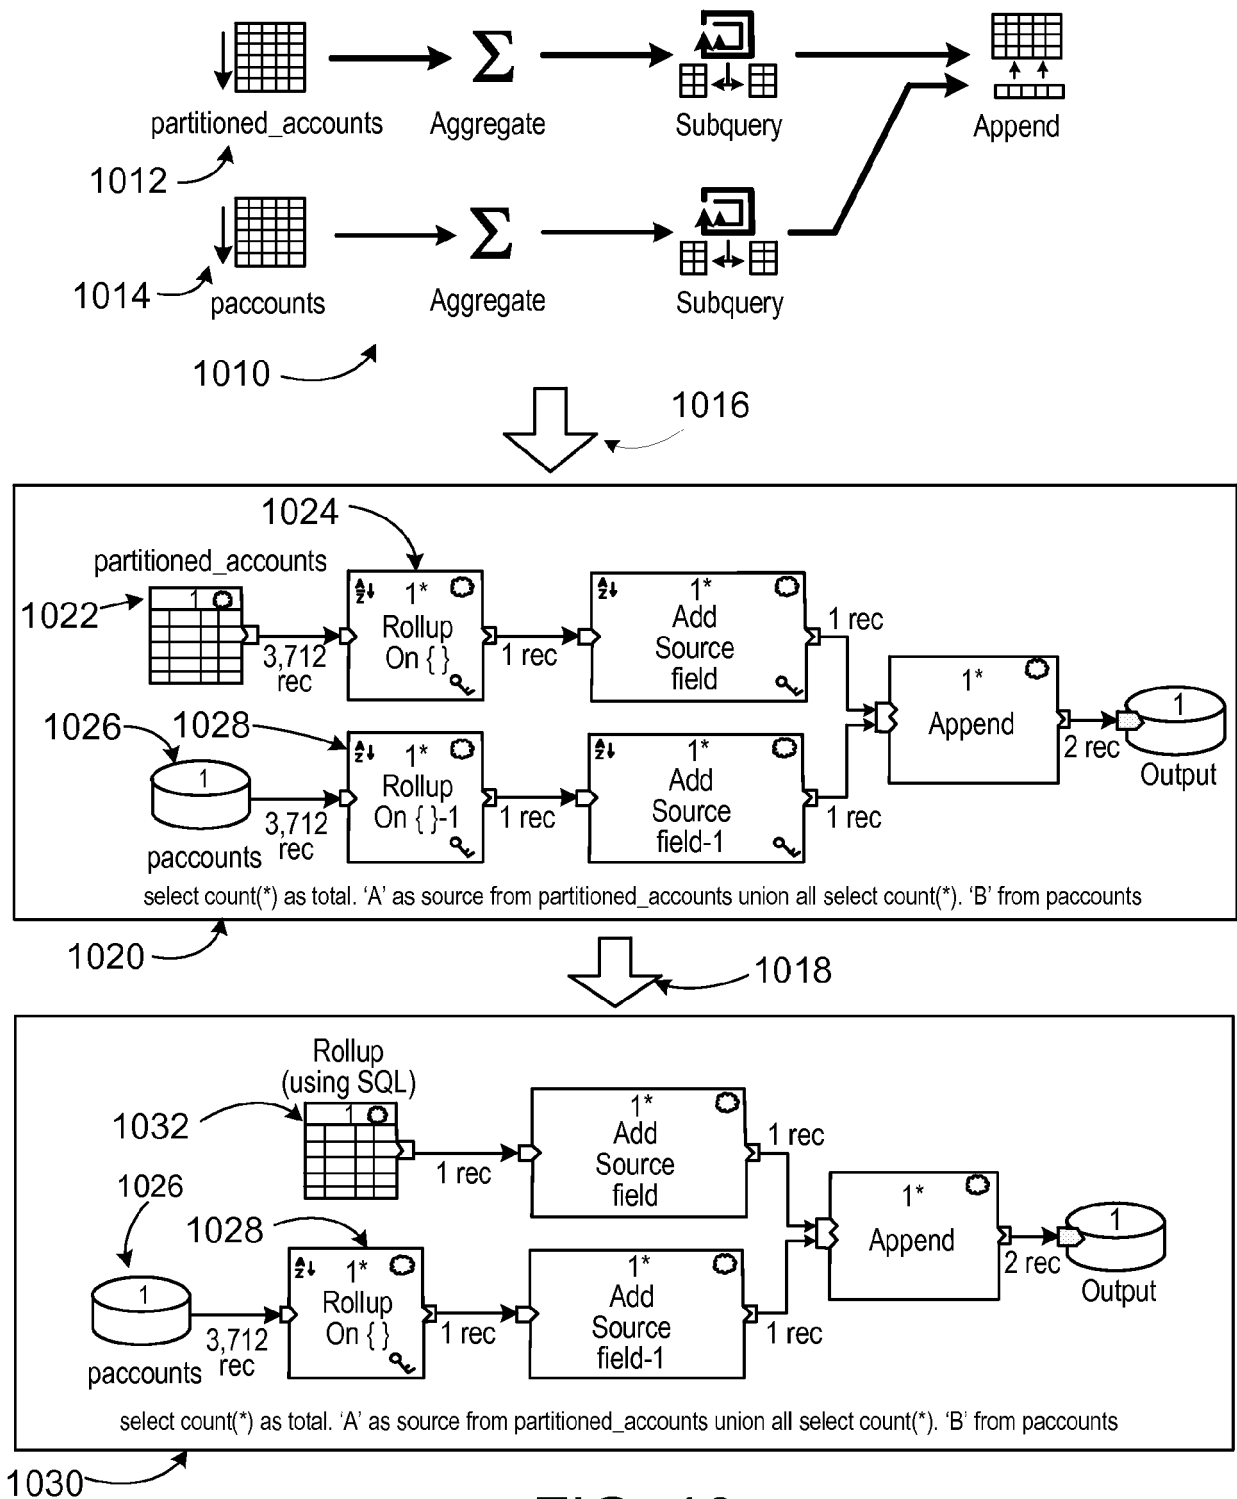 partitioned_accounts
Aggregate
Subquery
Append
1012
1014
paccounts
Aggregate
Subquery
1010
1016
1024
partitioned_accounts
1022
1
3,712
rec
1*
Rollup
On { }
1 rec
1*
Add
Source
field
1 rec
1*
Append
2 rec
1
Output
1026
1028
1
paccounts
3,712
rec
1*
Rollup
On { }-1
1 rec
1*
Add
Source
field-1
1 rec
select count(*) as total. ‘A’ as source from partitioned_accounts union all select count(*). ‘B’ from paccounts
1020
1018
Rollup
(using SQL)
1032
1
1 rec
1*
Add
Source
field
1 rec
1*
Append
2 rec
1
Output
1026
1028
1
paccounts
3,712
rec
1*
Rollup
On { }
1 rec
1*
Add
Source
field-1
1 rec
select count(*) as total. ‘A’ as source from partitioned_accounts union all select count(*). ‘B’ from paccounts
1030